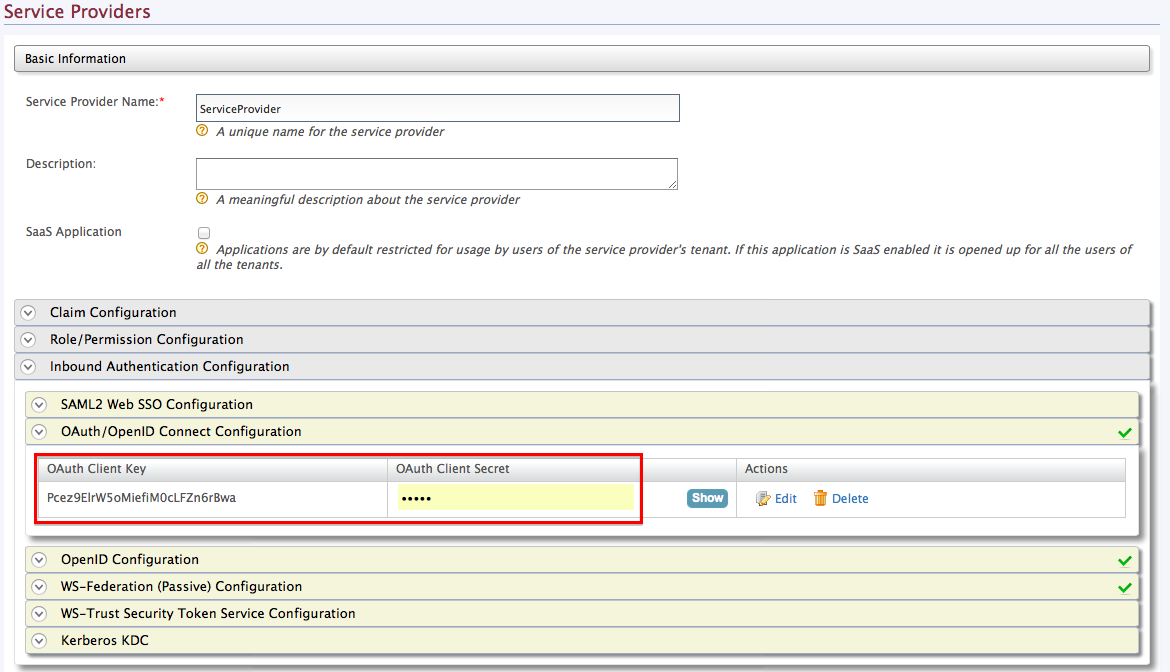 Service Providers
Basic Information
Service Provider Name:*
ServiceProvider
? A unique name for the service provider
Description:
? A meaningful description about the service provider
SaaS Application
? Applications are by default restricted for usage by users of the service provider's tenant. If this application is SaaS enabled it is opened up for all the users of
all the tenants.
Claim Configuration
Role/Permission Configuration
Inbound Authentication Configuration
SAML2 Web SSO Configuration
OAuth/OpenID Connect Configuration
OAuth Client Key OAuth Client Secret Actions
Pcez9ElrW5oMiefiM0cLFZn6rBwa ••••• Show Edit Delete
OpenID Configuration
WS-Federation (Passive) Configuration
WS-Trust Security Token Service Configuration
Kerberos KDC